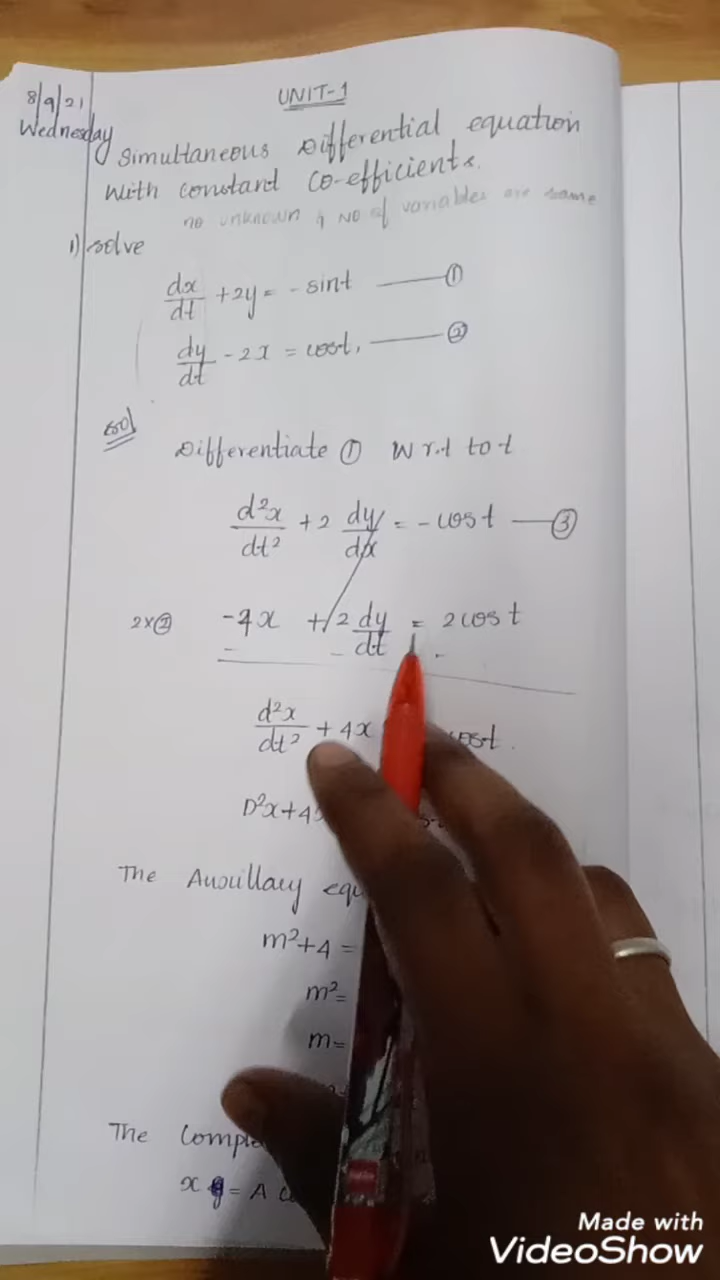 8/9/21
Wednesday
UNIT-1
Simultaneous Differential equation
With constant Co-efficients.
no unknown & No of variables are same
1) solve
dx/dt + 2y = - sint —— ①
dy/dt - 2x = cost, —— ②
Sol
Differentiate ① w r.t to t
d²x/dt² + 2 dy/dx = - cost —— ③
2x② -4x + 2 dy/dt = 2cost
- - -
d²x/dt² + 4x cost.
D²x+4
The Auxillary equ
m²+4 =
m²=
m=
The Comple
x = A c
Made with
VideoShow